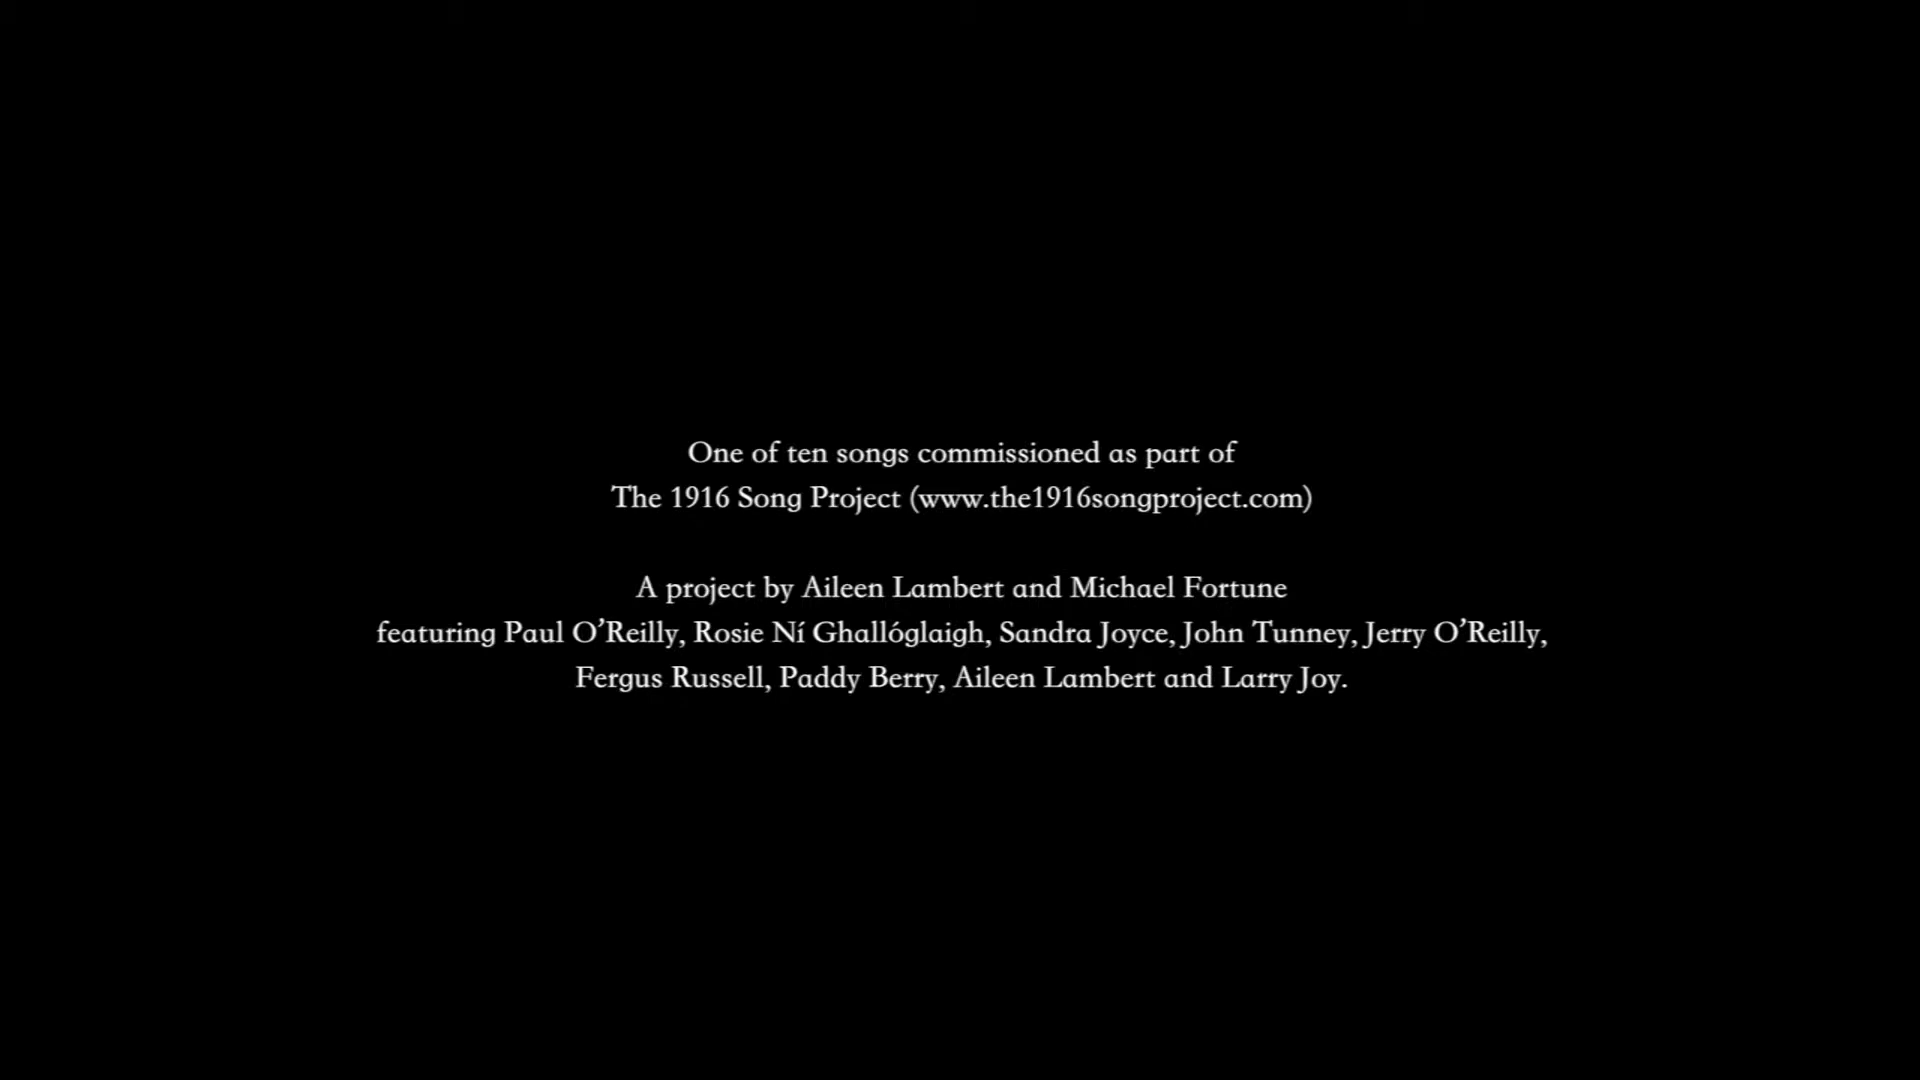 One of ten songs commissioned as part of
The 1916 Song Project (www.the1916songproject.com)
A project by Aileen Lambert and Michael Fortune
featuring Paul O’Reilly, Rosie Ní Ghallóglaigh, Sandra Joyce, John Tunney, Jerry O’Reilly,
Fergus Russell, Paddy Berry, Aileen Lambert and Larry Joy.